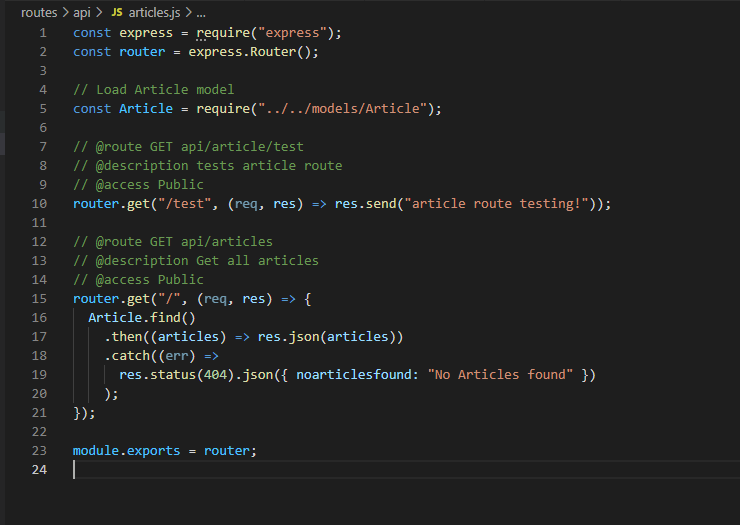 routes > api > JS articles.js > ...
1 const express = require("express");
2 const router = express.Router();
3
4 // Load Article model
5 const Article = require("../../models/Article");
6
7 // @route GET api/article/test
8 // @description tests article route
9 // @access Public
10 router.get("/test", (req, res) => res.send("article route testing!"));
11
12 // @route GET api/articles
13 // @description Get all articles
14 // @access Public
15 router.get("/", (req, res) => {
16   Article.find()
17     .then((articles) => res.json(articles))
18     .catch((err) =>
19       res.status(404).json({ noarticlesfound: "No Articles found" })
20     );
21 });
22
23 module.exports = router;
24